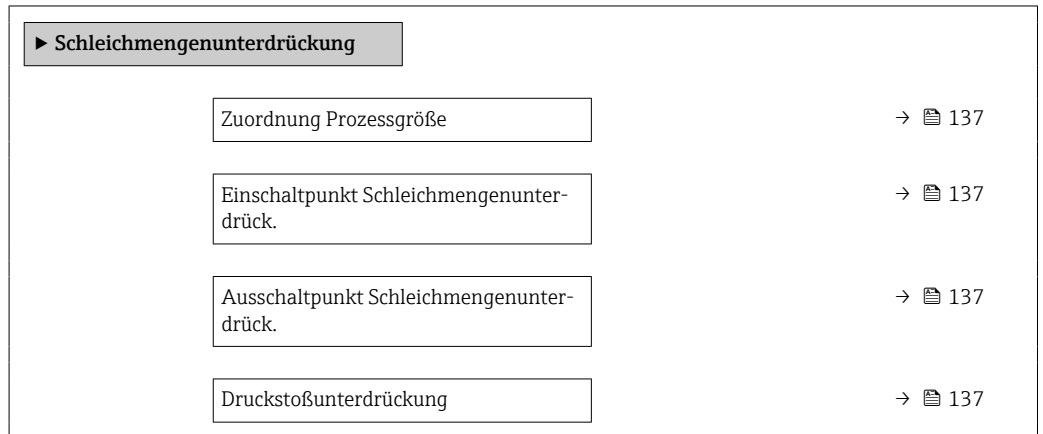 ▶ Schleichmengenunterdrückung
Zuordnung Prozessgröße → 137
Einschaltpunkt Schleichmengenunter- → 137
drück.
Ausschaltpunkt Schleichmengenunter- → 137
drück.
Druckstoßunterdrückung → 137